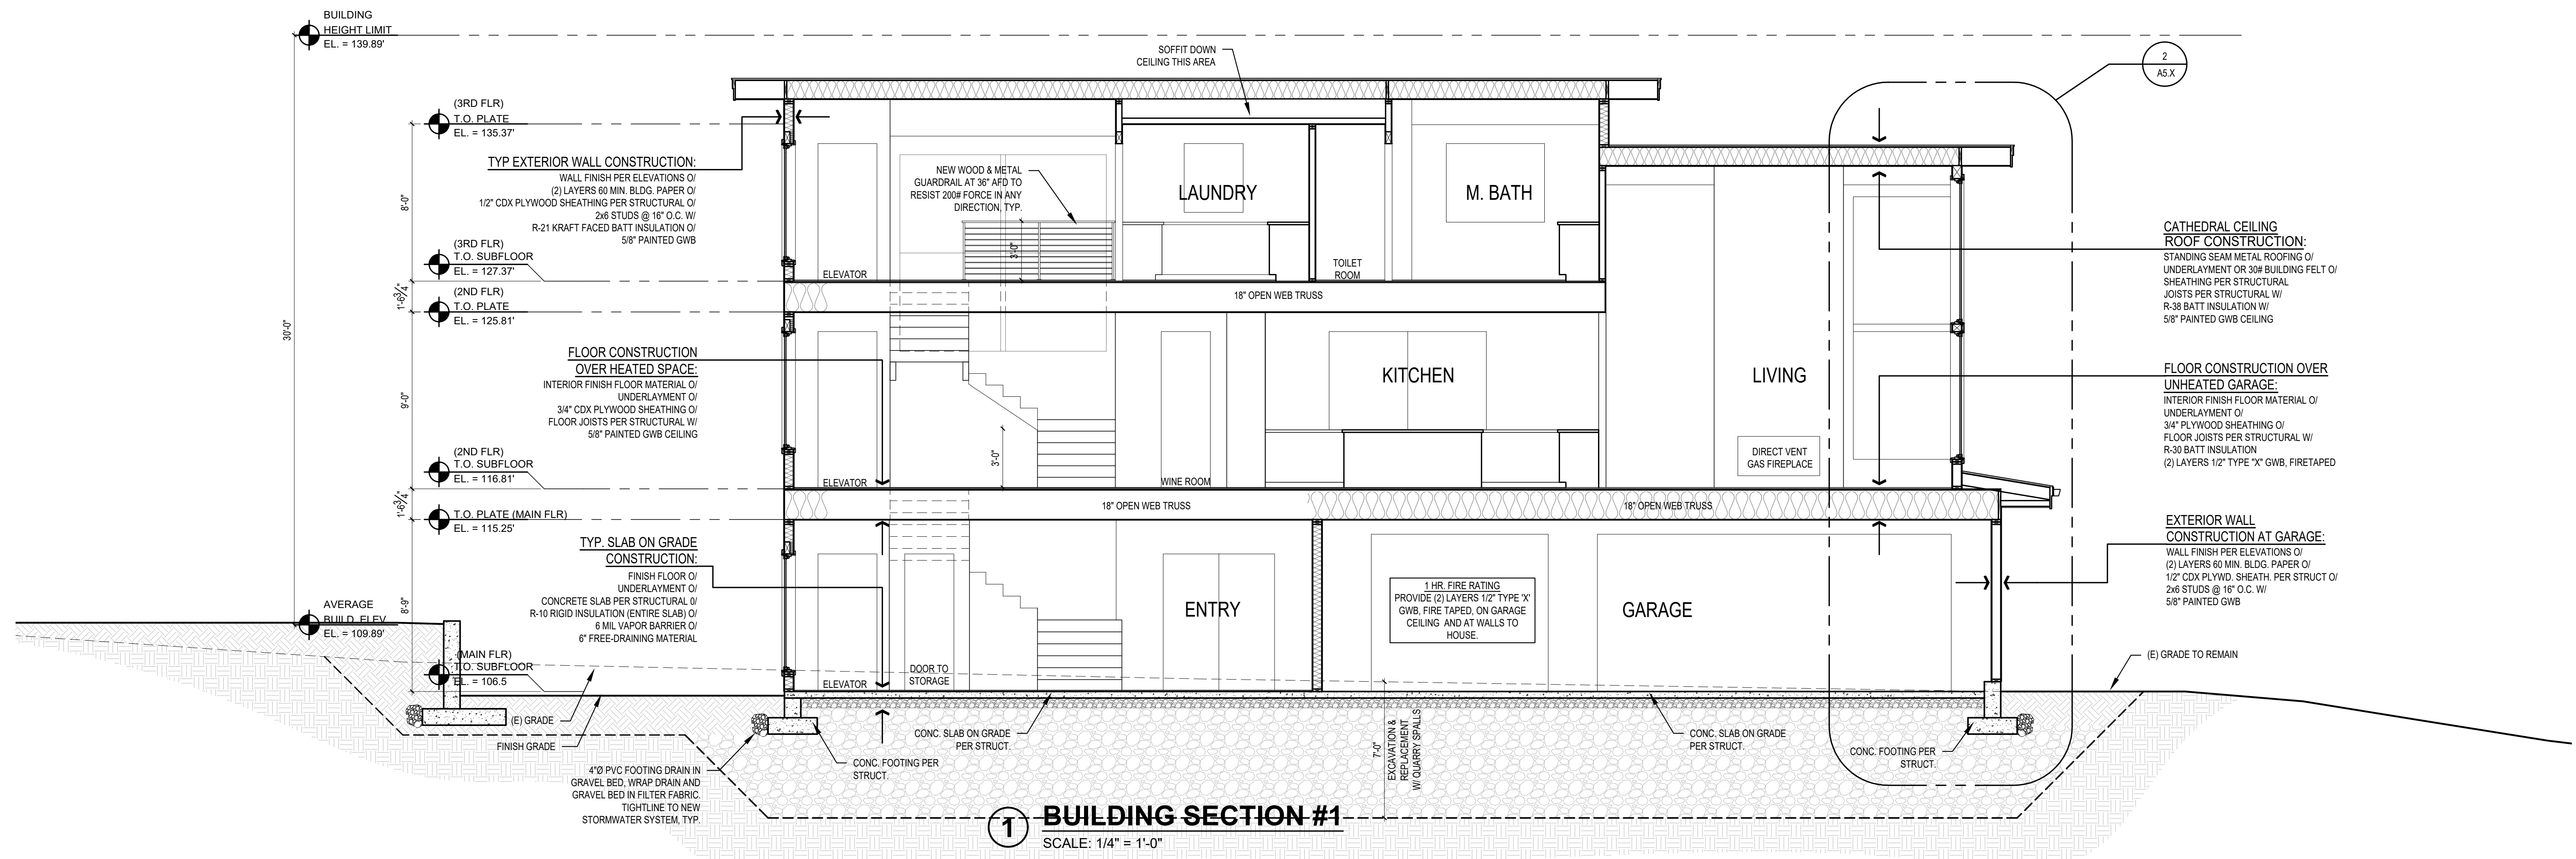 BUILDING
HEIGHT LIMIT
EL. = 139.89'
(3RD FLR)
T.O. PLATE
EL. = 135.37'
(3RD FLR)
T.O. SUBFLOOR
EL. = 127.37'
(2ND FLR)
T.O. PLATE
EL. = 125.81'
(2ND FLR)
T.O. SUBFLOOR
EL. = 116.81'
T.O. PLATE (MAIN FLR)
EL. = 115.25'
AVERAGE
BUILD. ELEV
EL. = 109.89'
(MAIN FLR)
T.O. SUBFLOOR
EL. = 106.5
30'-0"
8'-0"
1'-6 3/4"
9'-0"
1'-6 3/4"
8'-9"
TYP EXTERIOR WALL CONSTRUCTION:
WALL FINISH PER ELEVATIONS O/
(2) LAYERS 60 MIN. BLDG. PAPER O/
1/2" CDX PLYWOOD SHEATHING PER STRUCTURAL O/
2x6 STUDS @ 16" O.C. W/
R-21 KRAFT FACED BATT INSULATION O/
5/8" PAINTED GWB
FLOOR CONSTRUCTION
OVER HEATED SPACE:
INTERIOR FINISH FLOOR MATERIAL O/
UNDERLAYMENT O/
3/4" CDX PLYWOOD SHEATHING O/
FLOOR JOISTS PER STRUCTURAL W/
5/8" PAINTED GWB CEILING
TYP. SLAB ON GRADE
CONSTRUCTION:
FINISH FLOOR O/
UNDERLAYMENT O/
CONCRETE SLAB PER STRUCTURAL 0/
R-10 RIGID INSULATION (ENTIRE SLAB) O/
6 MIL VAPOR BARRIER O/
6" FREE-DRAINING MATERIAL
SOFFIT DOWN
CEILING THIS AREA
NEW WOOD & METAL
GUARDRAIL AT 36" AFD TO
RESIST 200# FORCE IN ANY
DIRECTION, TYP.
3'-0"
LAUNDRY
M. BATH
ELEVATOR
TOILET
ROOM
18" OPEN WEB TRUSS
KITCHEN
LIVING
3'-0"
DIRECT VENT
GAS FIREPLACE
ELEVATOR
WINE ROOM
18" OPEN WEB TRUSS
18" OPEN WEB TRUSS
ENTRY
1 HR. FIRE RATING
PROVIDE (2) LAYERS 1/2" TYPE 'X'
GWB, FIRE TAPED, ON GARAGE
CEILING AND AT WALLS TO
HOUSE.
GARAGE
ELEVATOR
DOOR TO
STORAGE
(E) GRADE
FINISH GRADE
4"Ø PVC FOOTING DRAIN IN
GRAVEL BED, WRAP DRAIN AND
GRAVEL BED IN FILTER FABRIC.
TIGHTLINE TO NEW
STORMWATER SYSTEM, TYP.
CONC. FOOTING PER
STRUCT.
CONC. SLAB ON GRADE
PER STRUCT.
7'-0"
EXCAVATION &
REPLACEMENT
W/ QUARRY SPALLS
CONC. SLAB ON GRADE
PER STRUCT.
CONC. FOOTING PER
STRUCT.
(E) GRADE TO REMAIN
2
A5.X
CATHEDRAL CEILING
ROOF CONSTRUCTION:
STANDING SEAM METAL ROOFING O/
UNDERLAYMENT OR 30# BUILDING FELT O/
SHEATHING PER STRUCTURAL
JOISTS PER STRUCTURAL W/
R-38 BATT INSULATION W/
5/8" PAINTED GWB CEILING
FLOOR CONSTRUCTION OVER
UNHEATED GARAGE:
INTERIOR FINISH FLOOR MATERIAL O/
UNDERLAYMENT O/
3/4" PLYWOOD SHEATHING O/
FLOOR JOISTS PER STRUCTURAL W/
R-30 BATT INSULATION
(2) LAYERS 1/2" TYPE "X" GWB, FIRETAPED
EXTERIOR WALL
CONSTRUCTION AT GARAGE:
WALL FINISH PER ELEVATIONS O/
(2) LAYERS 60 MIN. BLDG. PAPER O/
1/2" CDX PLYWD. SHEATH. PER STRUCT O/
2x6 STUDS @ 16" O.C. W/
5/8" PAINTED GWB
1
BUILDING SECTION #1
SCALE: 1/4" = 1'-0"